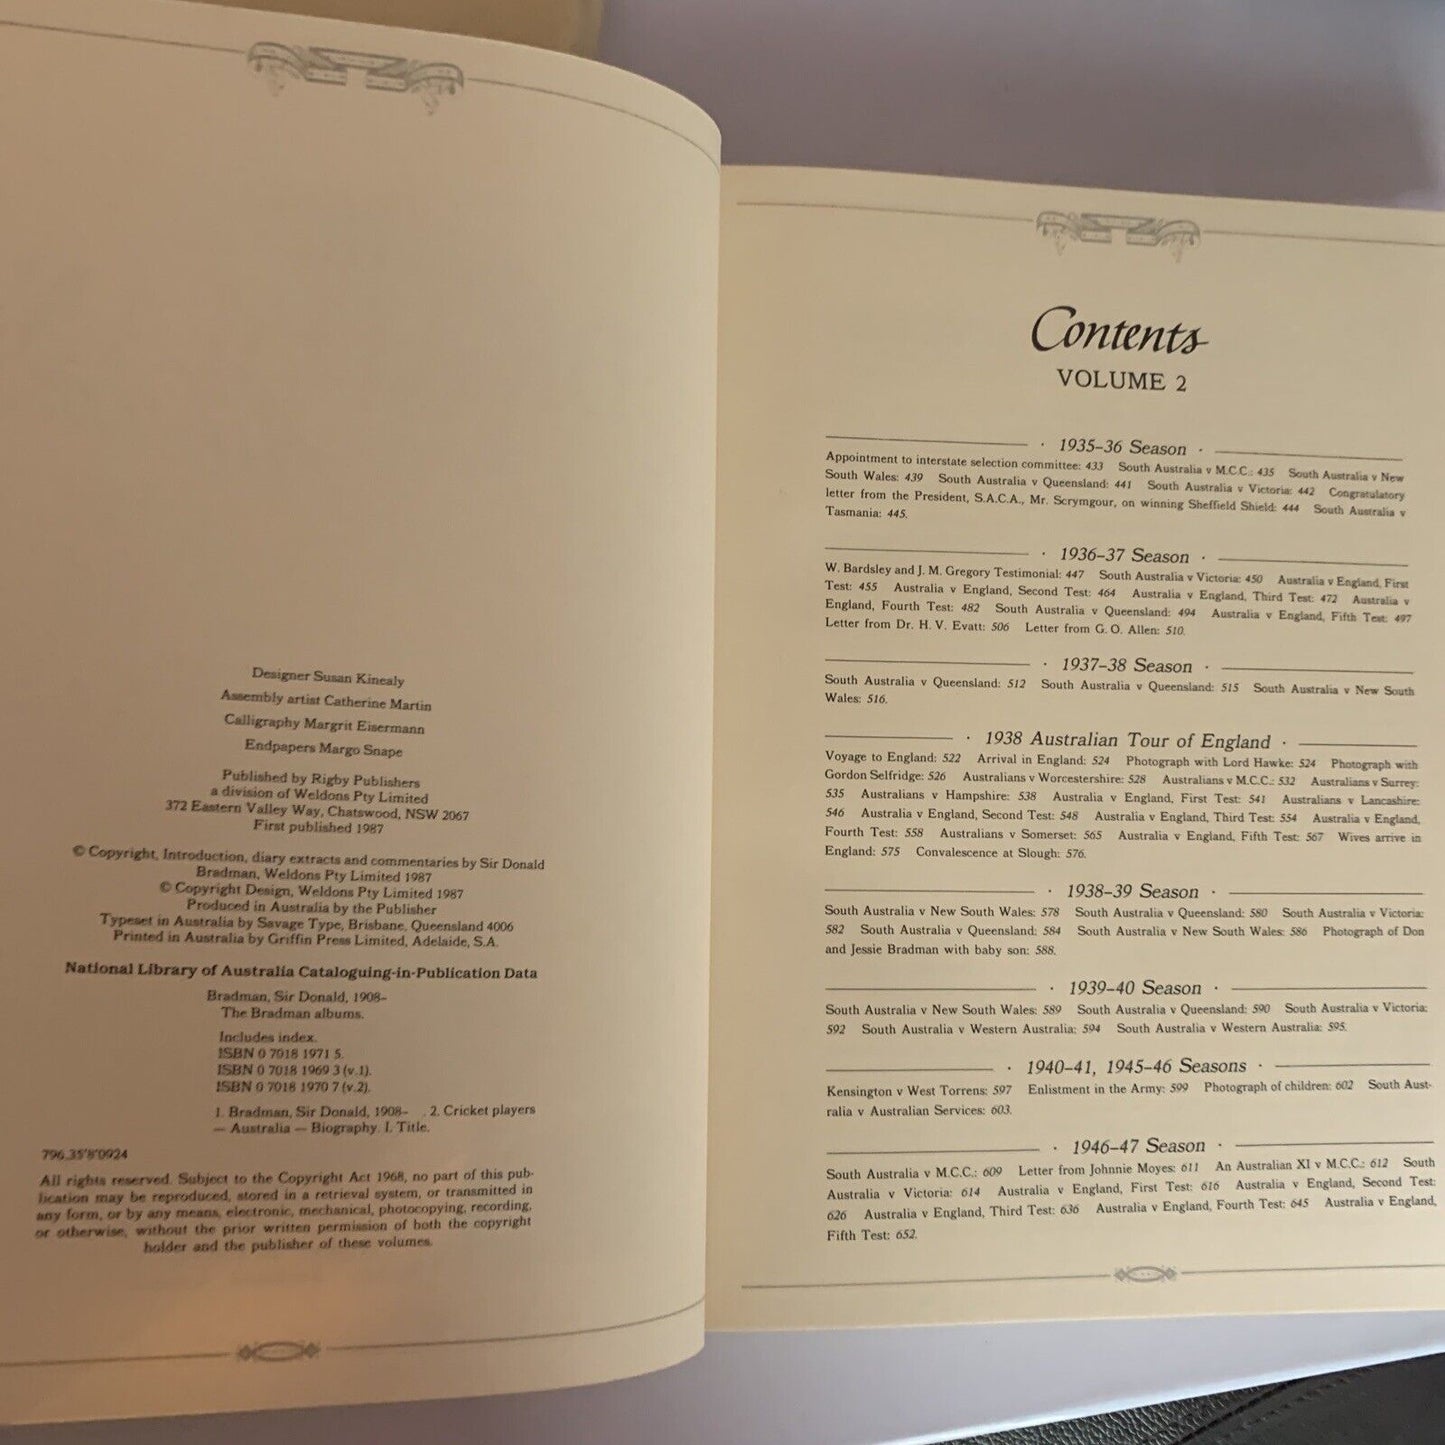 Designer Susan Kinealy
Assembly artist Catherine Martin
Calligraphy Margrit Eisermann
Endpapers Margo Snape
Published by Rigby Publishers
a division of Weldons Pty Limited
372 Eastern Valley Way, Chatswood, NSW 2067
First published 1987
© Copyright, Introduction, diary extracts and commentaries by Sir Donald
Bradman, Weldons Pty Limited 1987
© Copyright Design, Weldons Pty Limited 1987
Produced in Australia by the Publisher
Typeset in Australia by Savage Type, Brisbane, Queensland 4006
Printed in Australia by Griffin Press Limited, Adelaide, S.A.
National Library of Australia Cataloguing-in-Publication Data
Bradman, Sir Donald, 1908–
The Bradman albums.
Includes index.
ISBN 0 7018 1971 5.
ISBN 0 7018 1969 3 (v.1).
ISBN 0 7018 1970 7 (v.2).
1. Bradman, Sir Donald, 1908– . 2. Cricket players
— Australia — Biography. I. Title.
796.35'8'0924
All rights reserved. Subject to the Copyright Act 1968, no part of this pub-
lication may be reproduced, stored in a retrieval system, or transmitted in
any form, or by any means, electronic, mechanical, photocopying, recording,
or otherwise, without the prior written permission of both the copyright
holder and the publisher of these volumes.
Contents
VOLUME 2
· 1935–36 Season ·
Appointment to interstate selection committee: 433 South Australia v M.C.C.: 435 South Australia v New
South Wales: 439 South Australia v Queensland: 441 South Australia v Victoria: 442 Congratulatory
letter from the President, S.A.C.A., Mr. Scrymgour, on winning Sheffield Shield: 444 South Australia v
Tasmania: 445.
· 1936–37 Season ·
W. Bardsley and J. M. Gregory Testimonial: 447 South Australia v Victoria: 450 Australia v England, First
Test: 455 Australia v England, Second Test: 464 Australia v England, Third Test: 472 Australia v
England, Fourth Test: 482 South Australia v Queensland: 494 Australia v England, Fifth Test: 497
Letter from Dr. H. V. Evatt: 506 Letter from G. O. Allen: 510.
· 1937–38 Season ·
South Australia v Queensland: 512 South Australia v Queensland: 515 South Australia v New South
Wales: 516.
· 1938 Australian Tour of England ·
Voyage to England: 522 Arrival in England: 524 Photograph with Lord Hawke: 524 Photograph with
Gordon Selfridge: 526 Australians v Worcestershire: 528 Australians v M.C.C.: 532 Australians v Surrey:
535 Australians v Hampshire: 538 Australia v England, First Test: 541 Australians v Lancashire:
546 Australia v England, Second Test: 548 Australia v England, Third Test: 554 Australia v England,
Fourth Test: 558 Australians v Somerset: 565 Australia v England, Fifth Test: 567 Wives arrive in
England: 575 Convalescence at Slough: 576.
· 1938–39 Season ·
South Australia v New South Wales: 578 South Australia v Queensland: 580 South Australia v Victoria:
582 South Australia v Queensland: 584 South Australia v New South Wales: 586 Photograph of Don
and Jessie Bradman with baby son: 588.
· 1939–40 Season ·
South Australia v New South Wales: 589 South Australia v Queensland: 590 South Australia v Victoria:
592 South Australia v Western Australia: 594 South Australia v Western Australia: 595.
· 1940–41, 1945–46 Seasons ·
Kensington v West Torrens: 597 Enlistment in the Army: 599 Photograph of children: 602 South Aust-
ralia v Australian Services: 603.
· 1946–47 Season ·
South Australia v M.C.C.: 609 Letter from Johnnie Moyes: 611 An Australian XI v M.C.C.: 612 South
Australia v Victoria: 614 Australia v England, First Test: 616 Australia v England, Second Test:
626 Australia v England, Third Test: 636 Australia v England, Fourth Test: 645 Australia v England,
Fifth Test: 652.